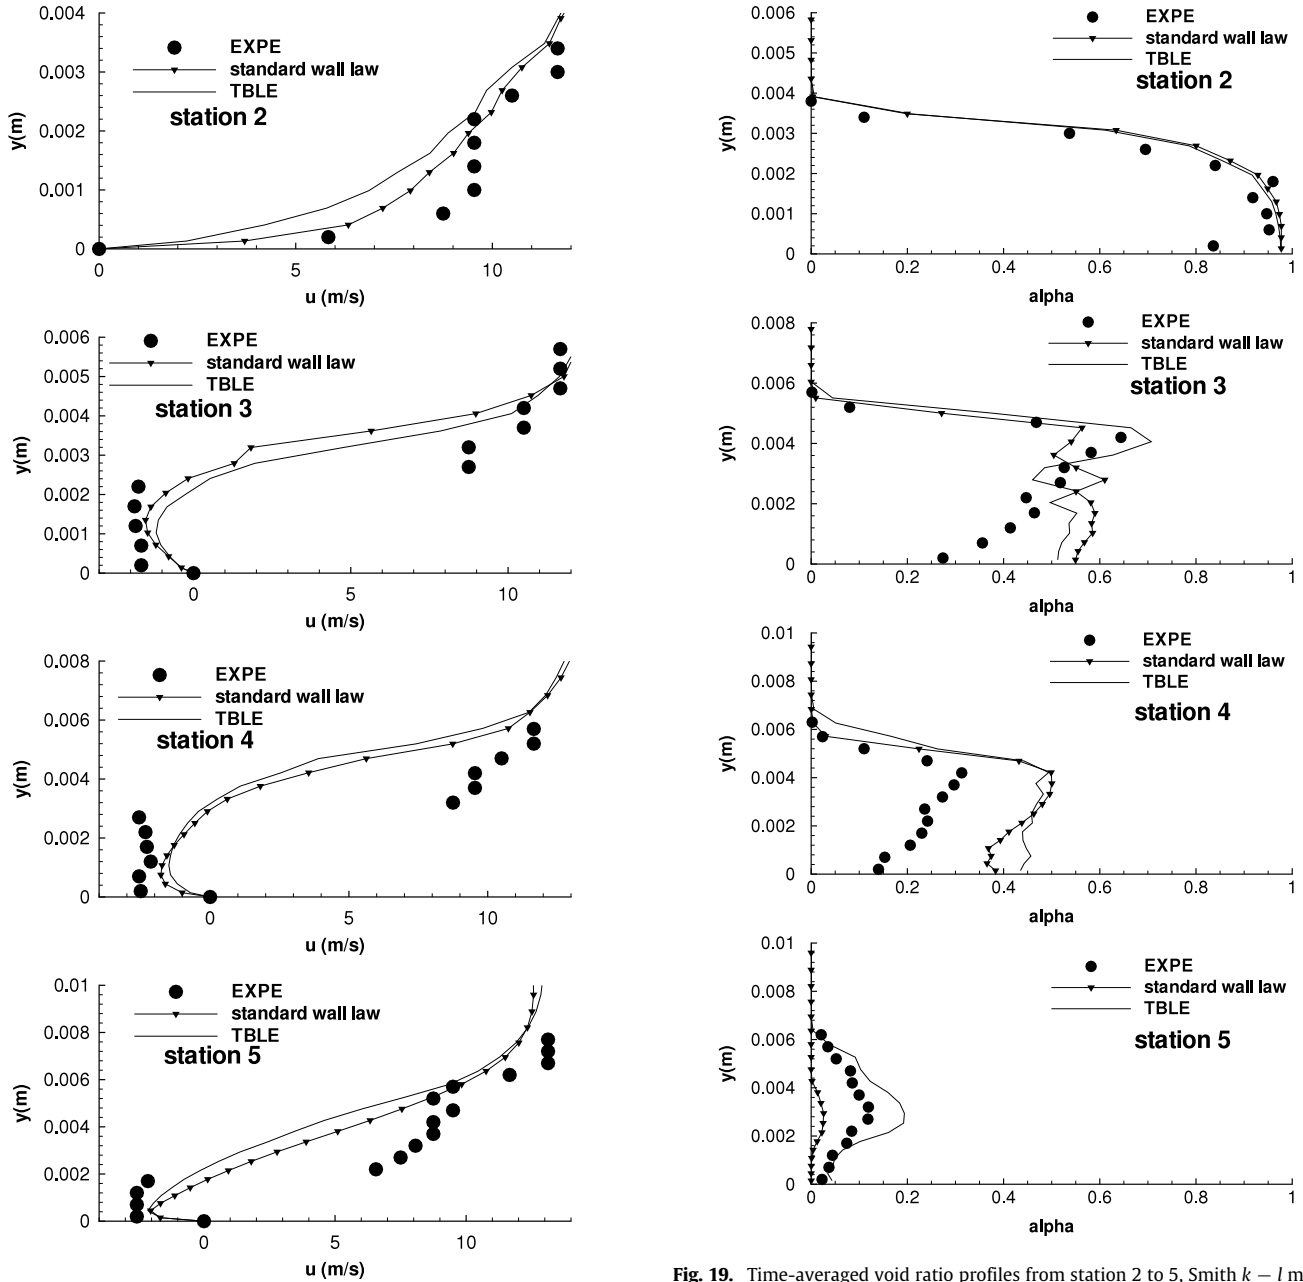 0.004
0.003
0.002
0.001
0
y(m)
EXPE
standard wall law
TBLE
station 2
0
5
10
u (m/s)
0.006
0.005
0.004
0.003
0.002
0.001
0
y(m)
EXPE
standard wall law
TBLE
station 3
0
10
u (m/s)
0.008
0.006
0.004
0.002
0
y(m)
EXPE
standard wall law
TBLE
station 4
0
5
10
u (m/s)
0.01
0.008
0.006
0.004
0.002
0
y(m)
EXPE
standard wall law
TBLE
station 5
0
5
10
u (m/s)
0.006
0.005
0.004
0.003
0.002
0.001
0
y(m)
EXPE
standard wall law
TBLE
station 2
0
0.2
0.4
0.6
0.8
1
alpha
0.008
0.006
0.004
0.002
0
y(m)
EXPE
standard wall law
TBLE
station 3
0
0.2
0.4
0.6
0.8
1
alpha
0.01
0.008
0.006
0.004
0.002
0
y(m)
EXPE
standard wall law
TBLE
station 4
0
0.2
0.4
0.6
0.8
1
alpha
0.01
0.008
0.006
0.004
0.002
0
y(m)
EXPE
standard wall law
TBLE
station 5
0
0.2
0.4
0.6
0.8
1
alpha
Fig. 19. Time-averaged void ratio profiles from station 2 to 5, Smith k − l m